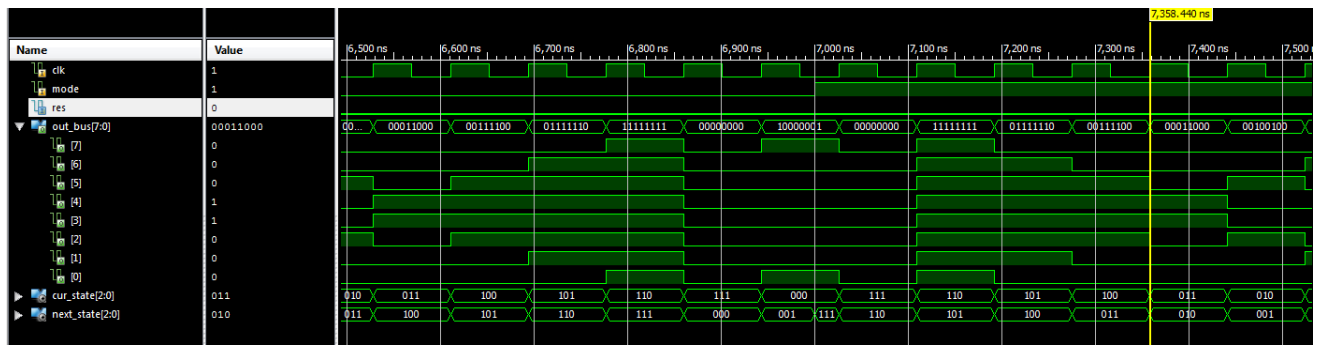 7,358.440 ns
Name Value 6,500 ns 6,600 ns 6,700 ns 6,800 ns 6,900 ns 7,000 ns 7,100 ns 7,200 ns 7,300 ns 7,400 ns 7,500
clk 1
mode 1
res 0
out_bus[7:0] 00011000 00... 00011000 00111100 01111110 11111111 00000000 10000001 00000000 11111111 01111110 00111100 00011000 00100100
[7] 0
[6] 0
[5] 0
[4] 1
[3] 1
[2] 0
[1] 0
[0] 0
cur_state[2:0] 011 010 011 100 101 110 111 000 111 110 101 100 011 010
next_state[2:0] 010 011 100 101 110 111 000 001 111 110 101 100 011 010 001